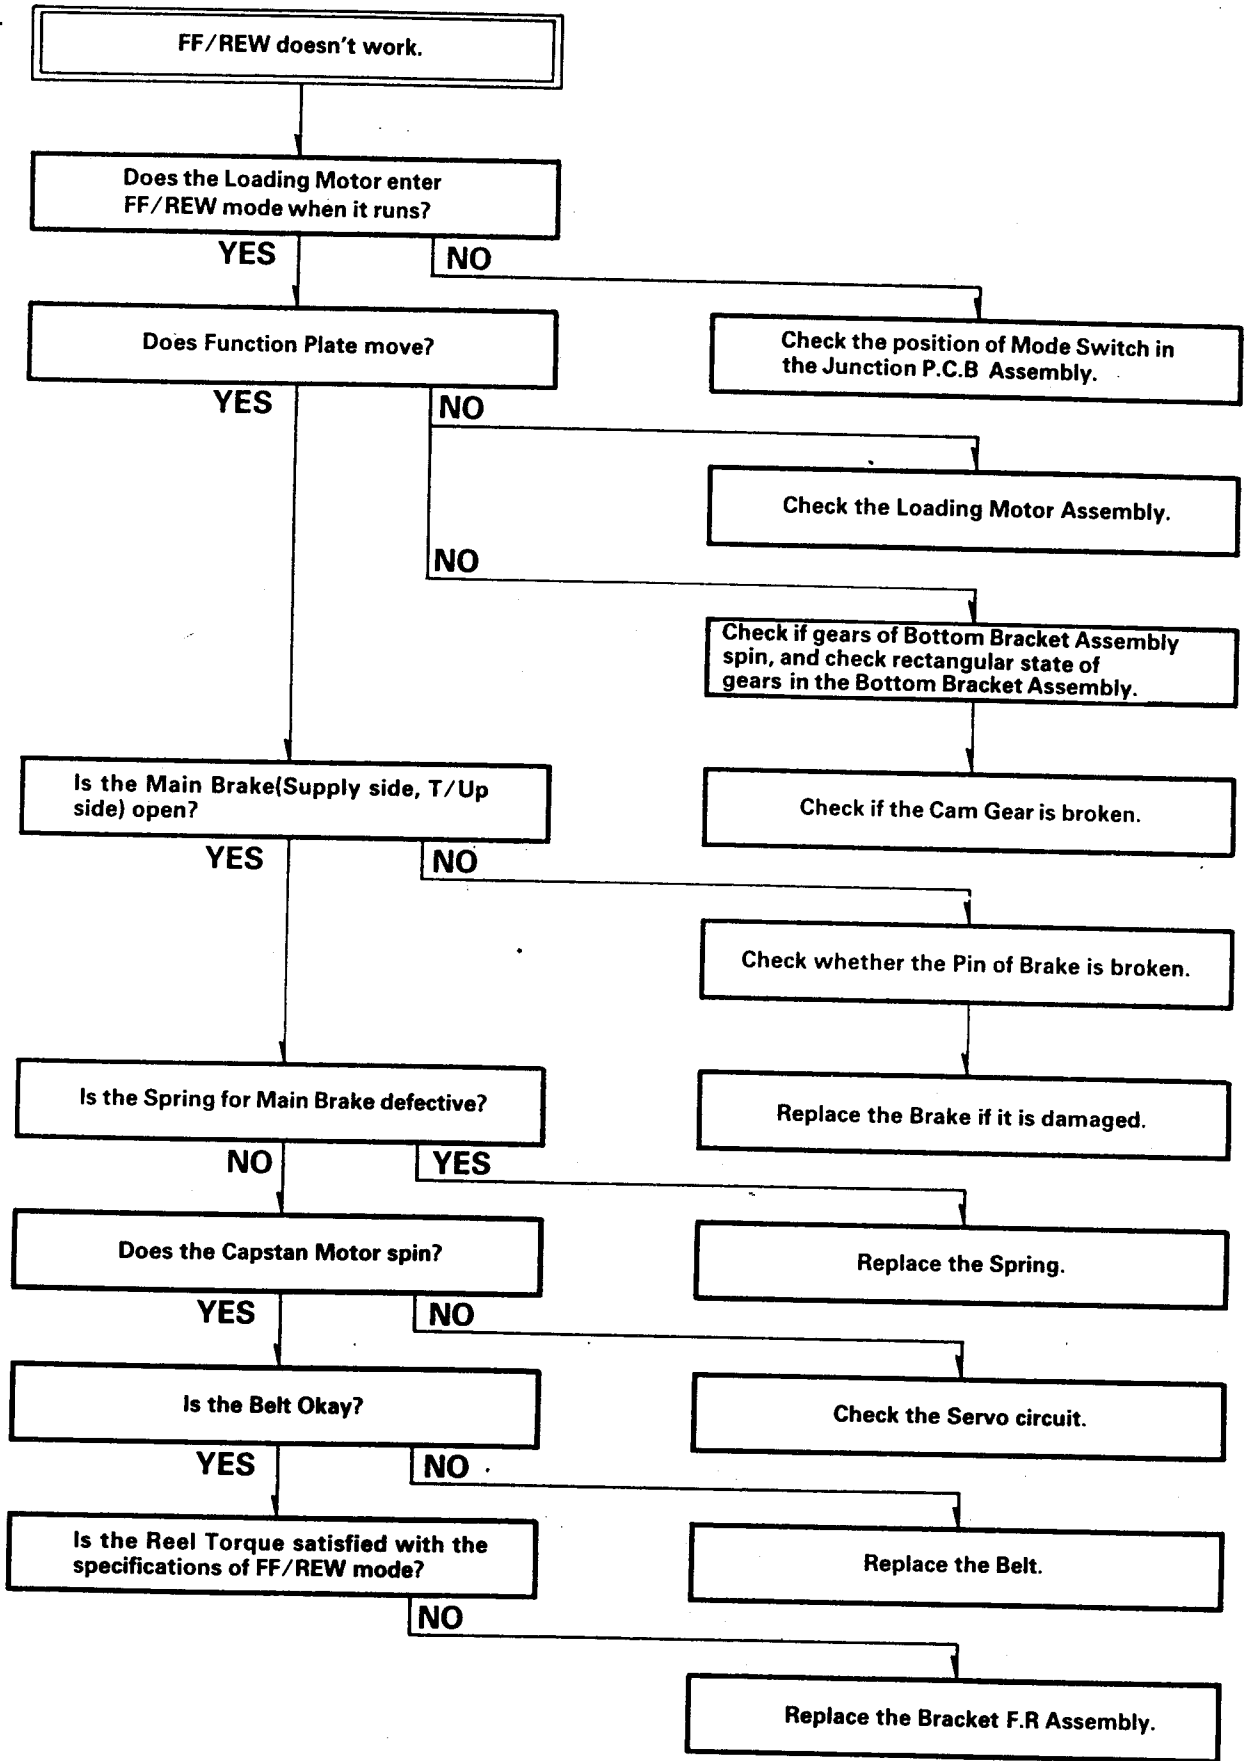 FF/REW doesn't work.
Does the Loading Motor enter
FF/REW mode when it runs?
YES
NO
Does Function Plate move?
Check the position of Mode Switch in
the Junction P.C.B Assembly.
YES
NO
Check the Loading Motor Assembly.
NO
Check if gears of Bottom Bracket Assembly
spin, and check rectangular state of
gears in the Bottom Bracket Assembly.
Is the Main Brake(Supply side, T/Up
side) open?
Check if the Cam Gear is broken.
YES
NO
Check whether the Pin of Brake is broken.
Is the Spring for Main Brake defective?
Replace the Brake if it is damaged.
NO
YES
Does the Capstan Motor spin?
Replace the Spring.
YES
NO
Is the Belt Okay?
Check the Servo circuit.
YES
NO
Is the Reel Torque satisfied with the
specifications of FF/REW mode?
Replace the Belt.
NO
Replace the Bracket F.R Assembly.